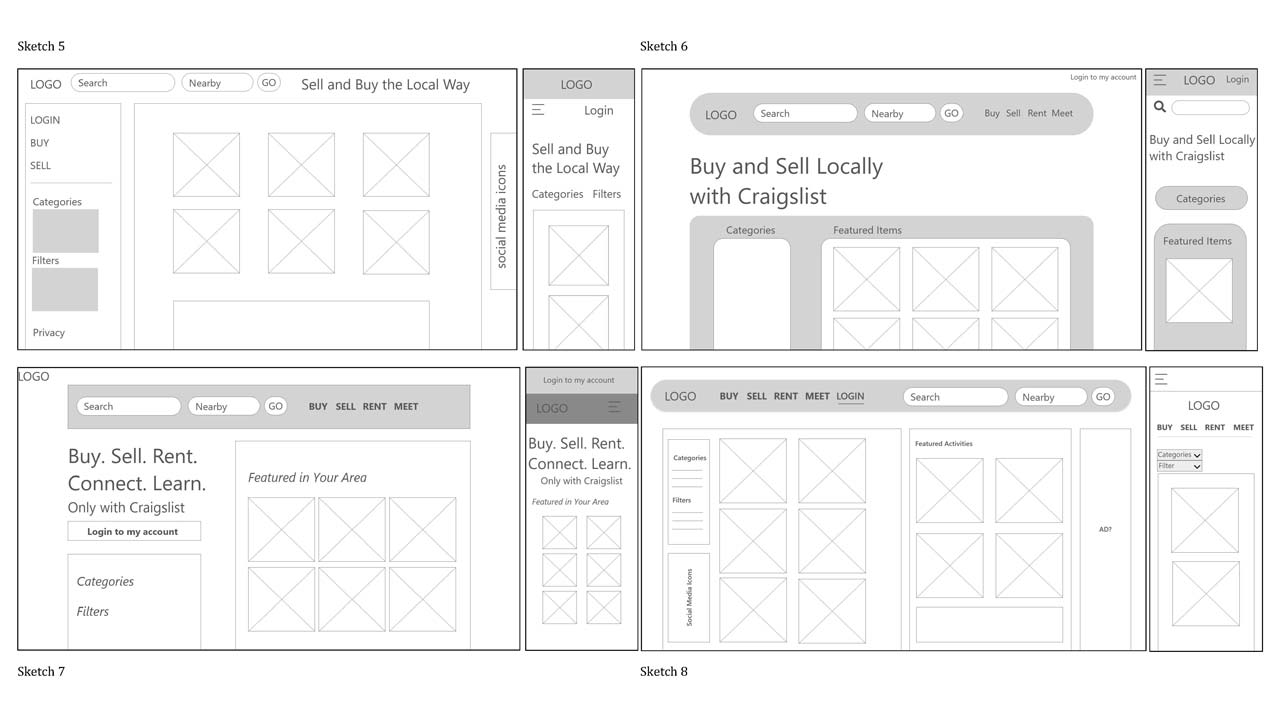 Sketch 5
LOGO
Search
Nearby
GO
Sell and Buy the Local Way
LOGIN
BUY
SELL
Categories
Filters
Privacy
social media icons
LOGO
Login
Sell and Buy
the Local Way
Categories
Filters
Sketch 6
Login to my account
LOGO
Search
Nearby
GO
Buy Sell Rent Meet
Buy and Sell Locally
with Craigslist
Categories
Featured Items
LOGO
Login
Buy and Sell Locally
with Craigslist
Categories
Featured Items
LOGO
Search
Nearby
GO
BUY SELL RENT MEET
Buy. Sell. Rent.
Connect. Learn.
Only with Craigslist
Login to my account
Categories
Filters
Featured in Your Area
Login to my account
LOGO
Buy. Sell. Rent.
Connect. Learn.
Only with Craigslist
Featured in Your Area
Sketch 7
LOGO
BUY SELL RENT MEET LOGIN
Search
Nearby
GO
Categories
Filters
Social Media Icons
Featured Activities
AD?
LOGO
BUY SELL RENT MEET
Categories
Filter
Sketch 8